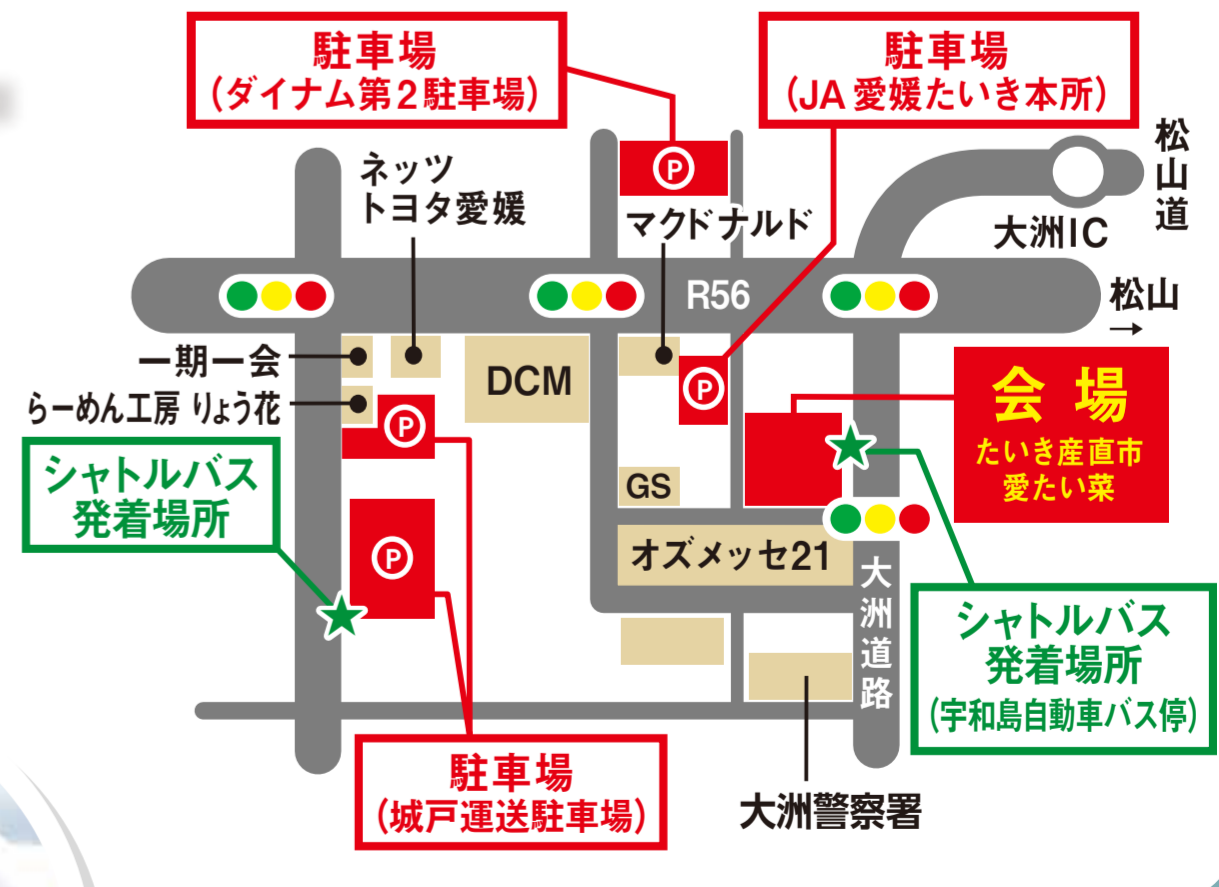 駐車場
(ダイナム第2駐車場)
駐車場
(JA 愛媛たいき本所)
松山道
ネッツ
トヨタ愛媛
P
マクドナルド
大洲IC
R56
松山
→
一期一会
らーめん工房 りょう花
DCM
P
P
会場
たいき産直市
愛たい菜
シャトルバス
発着場所
GS
P
オズメッセ21
大洲道路
シャトルバス
発着場所
(宇和島自動車バス停)
駐車場
(城戸運送駐車場)
大洲警察署